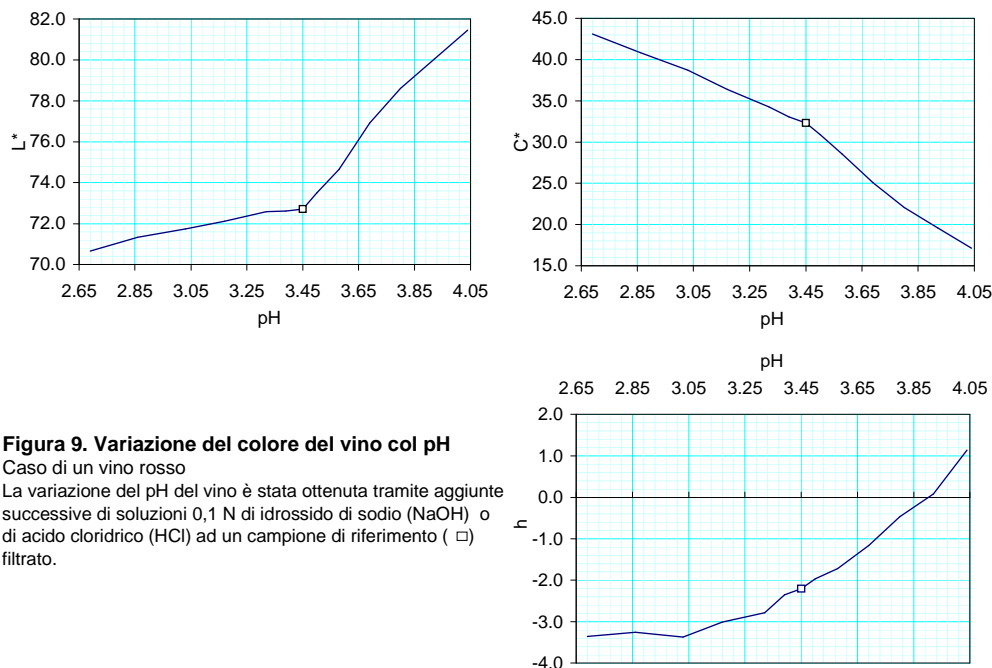 82.0
80.0
78.0
76.0
74.0
72.0
70.0
L*
2.65 2.85 3.05 3.25 3.45 3.65 3.85 4.05
pH
45.0
40.0
35.0
30.0
25.0
20.0
15.0
C*
2.65 2.85 3.05 3.25 3.45 3.65 3.85 4.05
pH
Figura 9. Variazione del colore del vino col pH
Caso di un vino rosso
La variazione del pH del vino è stata ottenuta tramite aggiunte
successive di soluzioni 0,1 N di idrossido di sodio (NaOH) o
di acido cloridrico (HCl) ad un campione di riferimento ( □)
filtrato.
pH
2.65 2.85 3.05 3.25 3.45 3.65 3.85 4.05
2.0
1.0
0.0
-1.0
-2.0
-3.0
-4.0
h